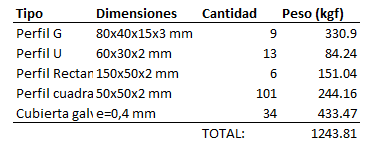 Tipo Dimensiones Cantidad Peso (kgf)
Perfil G 80x40x15x3 mm 9 330.9
Perfil U 60x30x2 mm 13 84.24
Perfil Rectan 150x50x2 mm 6 151.04
Perfil cuadra 50x50x2 mm 101 244.16
Cubierta galv e=0,4 mm 34 433.47
TOTAL: 1243.81